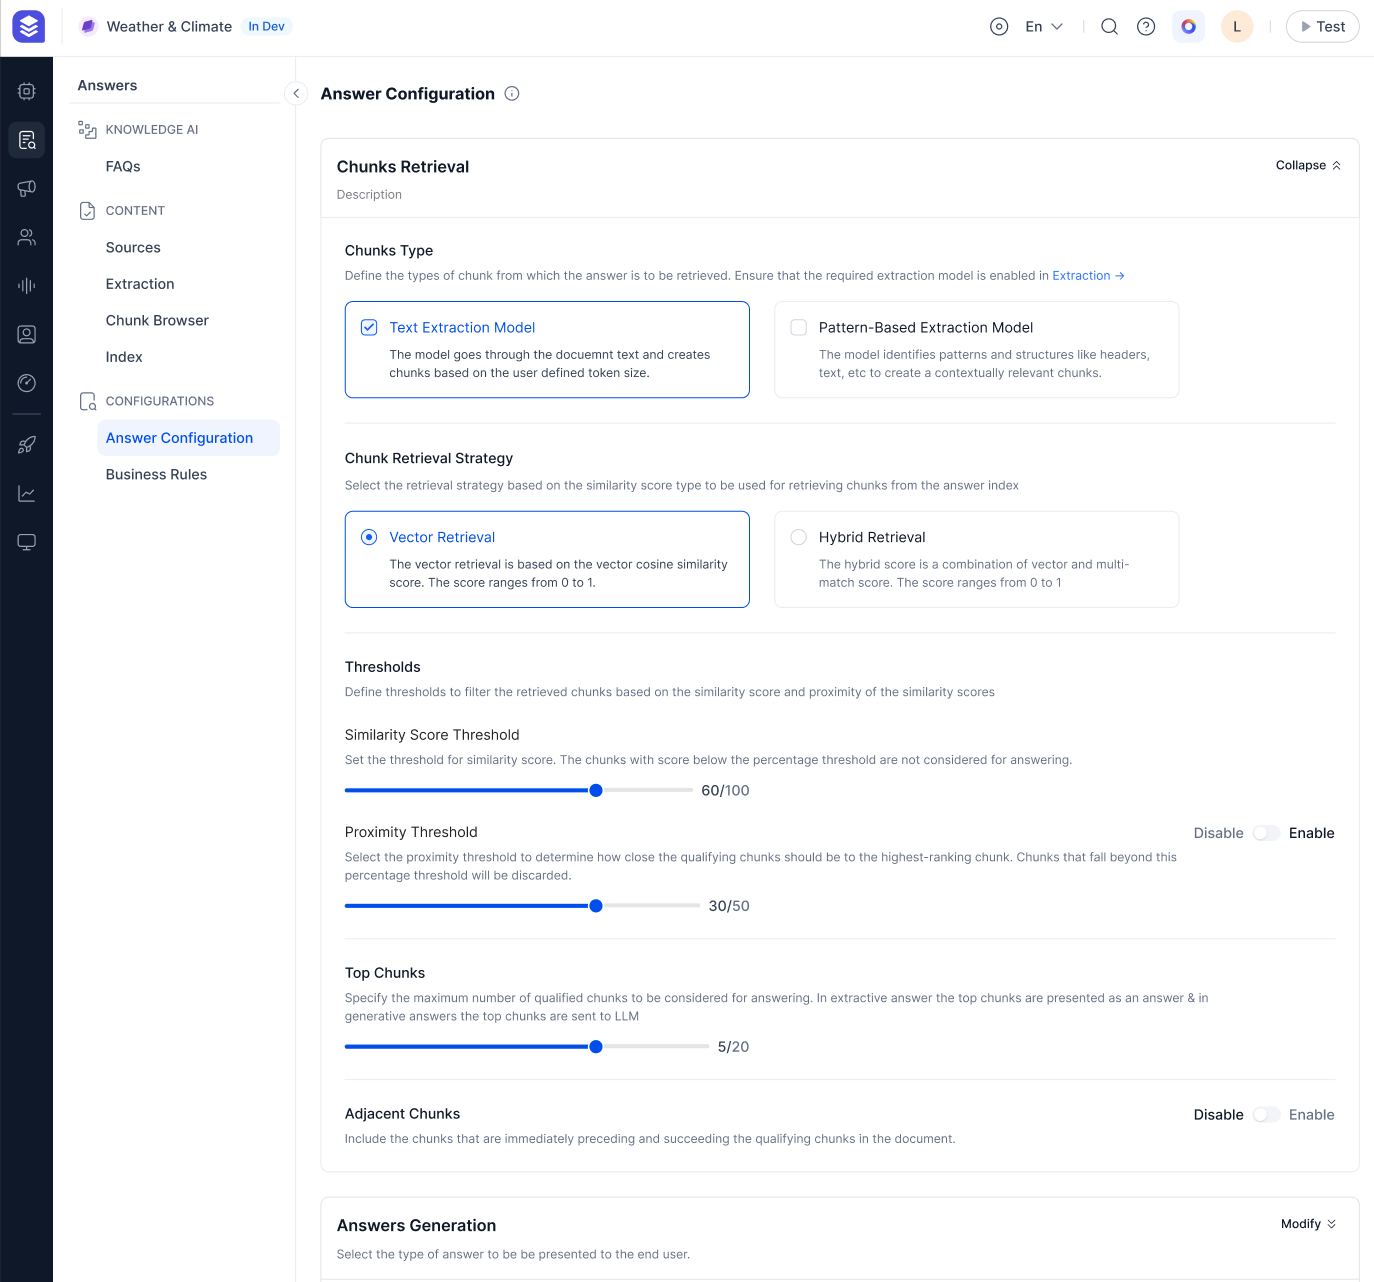 Weather & Climate
In Dev
En
L
Test
Answers
KNOWLEDGE AI
FAQs
CONTENT
Sources
Extraction
Chunk Browser
Index
CONFIGURATIONS
Answer Configuration
Business Rules
Answer Configuration
Chunks Retrieval
Collapse
Description
Chunks Type
Define the types of chunk from which the answer is to be retrieved. Ensure that the required extraction model is enabled in Extraction →
Text Extraction Model
The model goes through the docuemnt text and creates
chunks based on the user defined token size.
Pattern-Based Extraction Model
The model identifies patterns and structures like headers,
text, etc to create a contextually relevant chunks.
Chunk Retrieval Strategy
Select the retrieval strategy based on the similarity score type to be used for retrieving chunks from the answer index
Vector Retrieval
The vector retrieval is based on the vector cosine similarity
score. The score ranges from 0 to 1.
Hybrid Retrieval
The hybrid score is a combination of vector and multi-
match score. The score ranges from 0 to 1
Thresholds
Define thresholds to filter the retrieved chunks based on the similarity score and proximity of the similarity scores
Similarity Score Threshold
Set the threshold for similarity score. The chunks with score below the percentage threshold are not considered for answering.
60/100
Proximity Threshold
Disable
Enable
Select the proximity threshold to determine how close the qualifying chunks should be to the highest-ranking chunk. Chunks that fall beyond this
percentage threshold will be discarded.
30/50
Top Chunks
Specify the maximum number of qualified chunks to be considered for answering. In extractive answer the top chunks are presented as an answer & in
generative answers the top chunks are sent to LLM
5/20
Adjacent Chunks
Disable
Enable
Include the chunks that are immediately preceding and succeeding the qualifying chunks in the document.
Answers Generation
Modify
Select the type of answer to be be presented to the end user.